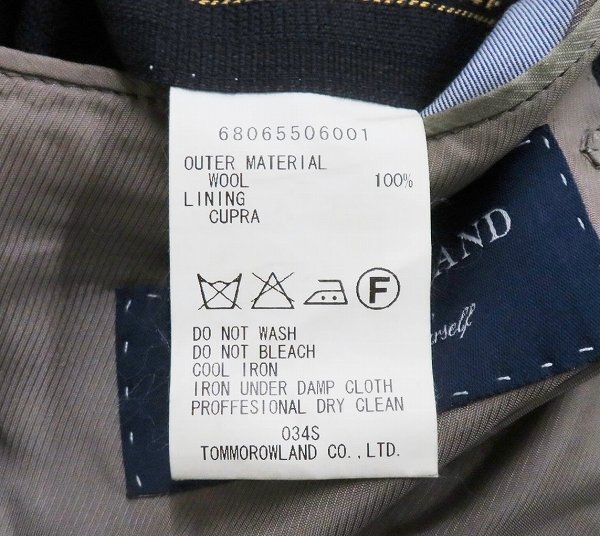 68065506001
OUTER MATERIAL
WOOL 100%
LINING
CUPRA
F
DO NOT WASH
DO NOT BLEACH
COOL IRON
IRON UNDER DAMP CLOTH
PROFFESIONAL DRY CLEAN
034S
TOMMOROWLAND CO.,LTD.
AND
rself